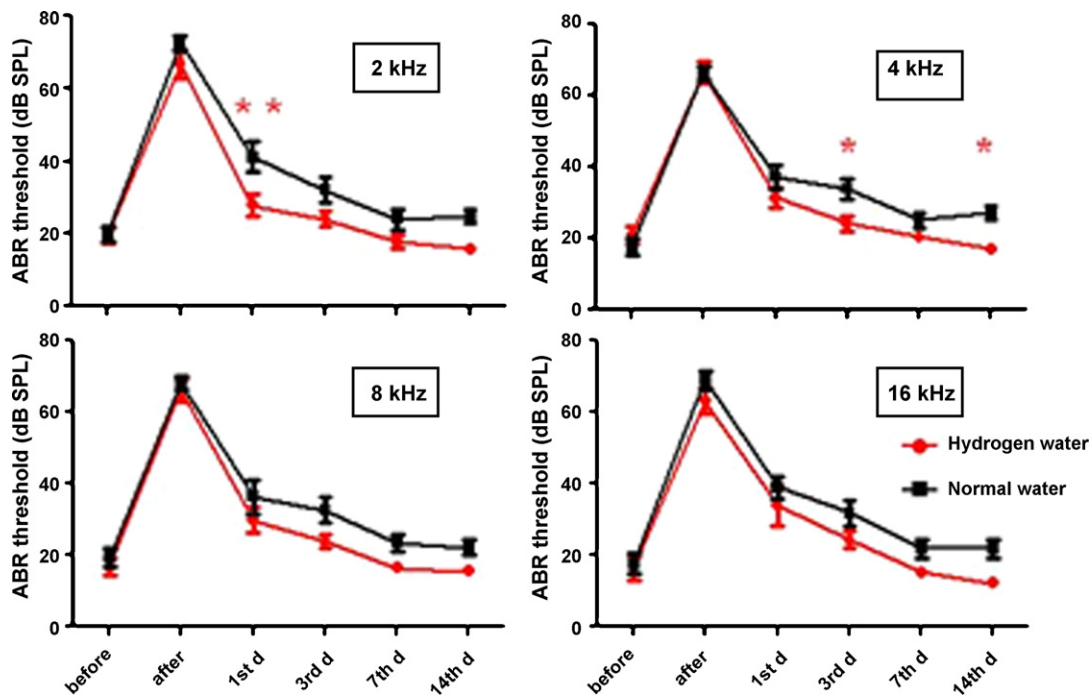 ABR threshold (dB SPL)
80
60
40
20
0
2 kHz
* *
ABR threshold (dB SPL)
80
60
40
20
0
4 kHz
*
*
ABR threshold (dB SPL)
80
60
40
20
0
8 kHz
before
after
1st d
3rd d
7th d
14th d
ABR threshold (dB SPL)
80
60
40
20
0
16 kHz
Hydrogen water
Normal water
before
after
1st d
3rd d
7th d
14th d